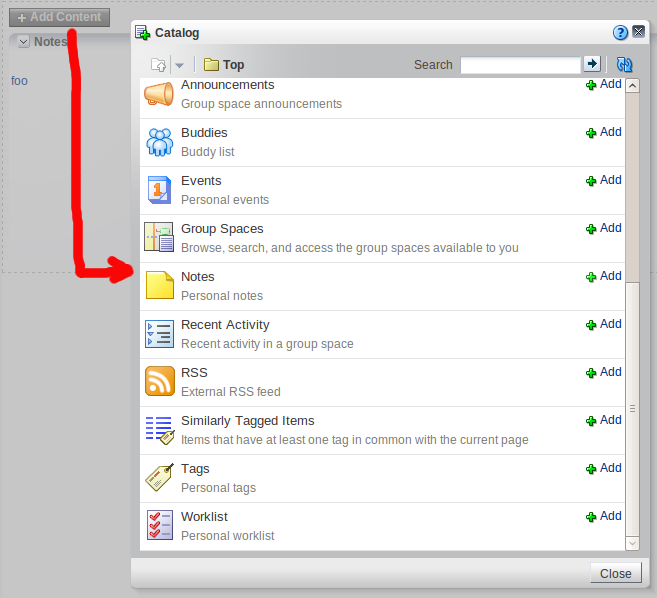 Add Content
Catalog
Notes
Top
Search
foo
Announcements
Add
Group space announcements
Buddies
Add
Buddy list
1
Events
Add
Personal events
Group Spaces
Add
Browse, search, and access the group spaces available to you
Notes
Add
Personal notes
Recent Activity
Add
Recent activity in a group space
RSS
Add
External RSS feed
Similarly Tagged Items
Add
Items that have at least one tag in common with the current page
Tags
Add
Personal tags
Worklist
Add
Personal worklist
Close